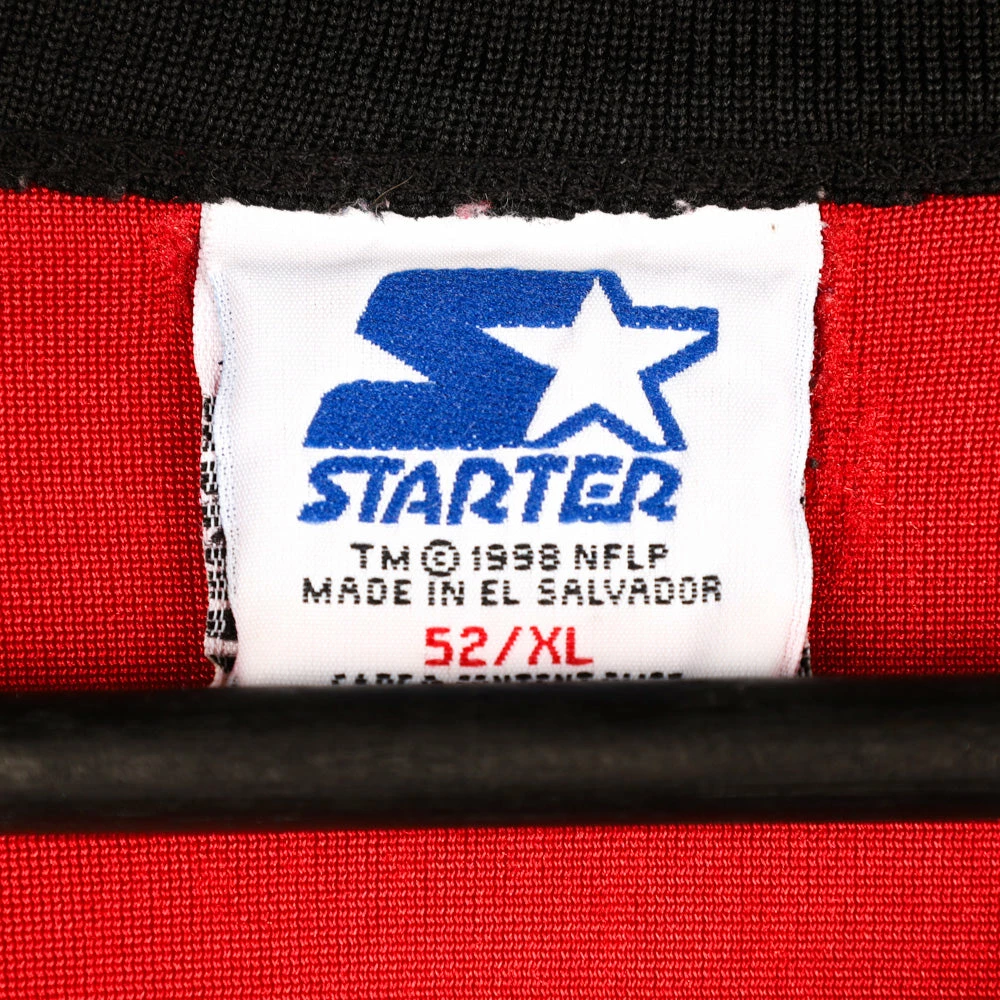 STARTER
TM © 1998 NFLP
MADE IN EL SALVADOR
52/XL